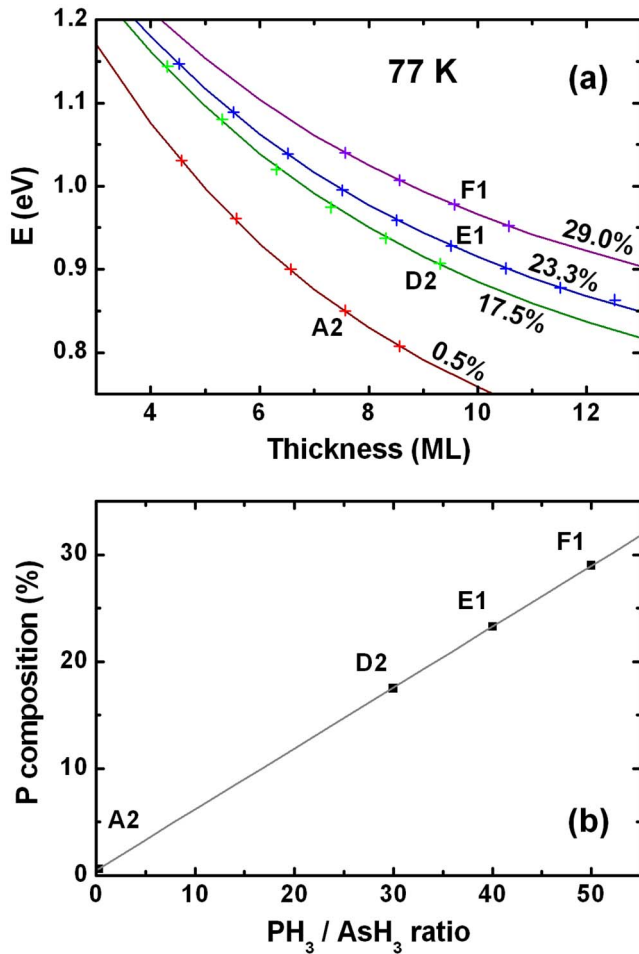 1.2
77 K
(a)
1.1
F1
1.0
E (eV)
E1
29.0%
0.9
D2
23.3%
A2
17.5%
0.8
0.5%
4 6 8 10 12
Thickness (ML)
30
F1
E1
P composition (%)
20
D2
10
A2
(b)
0
0 10 20 30 40 50
PH₃ / AsH₃ ratio